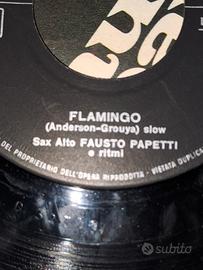 FLAMINGO
(Anderson-Grouya) slow
Sax Alto FAUSTO PAPETTI
e ritmi
DEL PROPRIETARIO DELL'OPERA RIPRODOTTA - VIETATA DUPLICA
subito